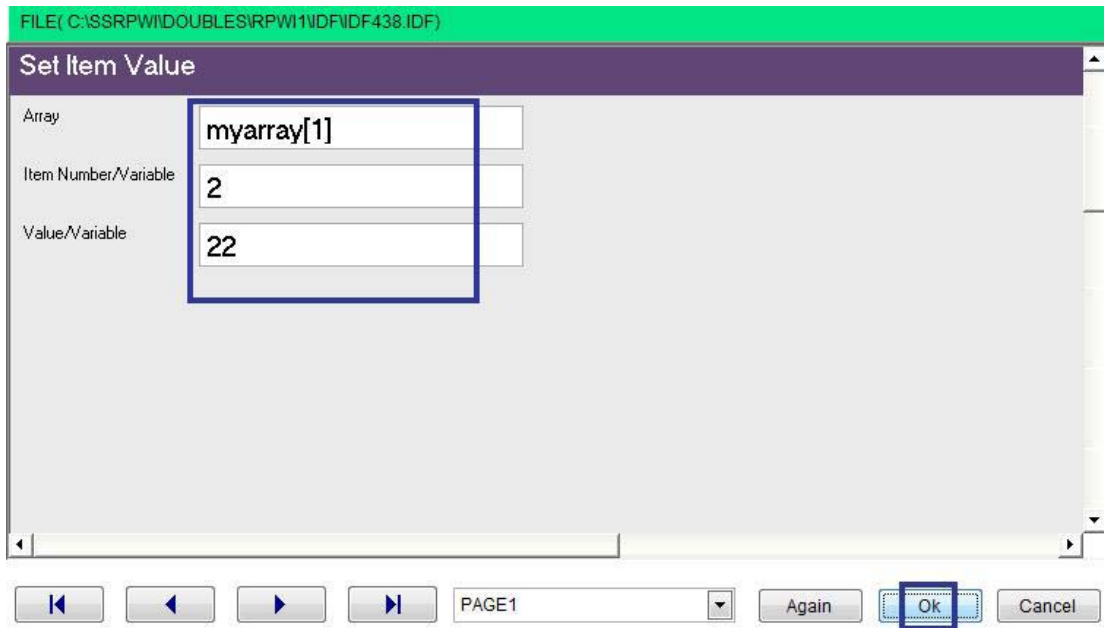 FILE( C:\SSRPWI\DOUBLES\RPWI1\IDF\IDF438.IDF)
Set Item Value
Array
myarray[1]
Item Number/Variable
2
Value/Variable
22
PAGE1
Again
Ok
Cancel